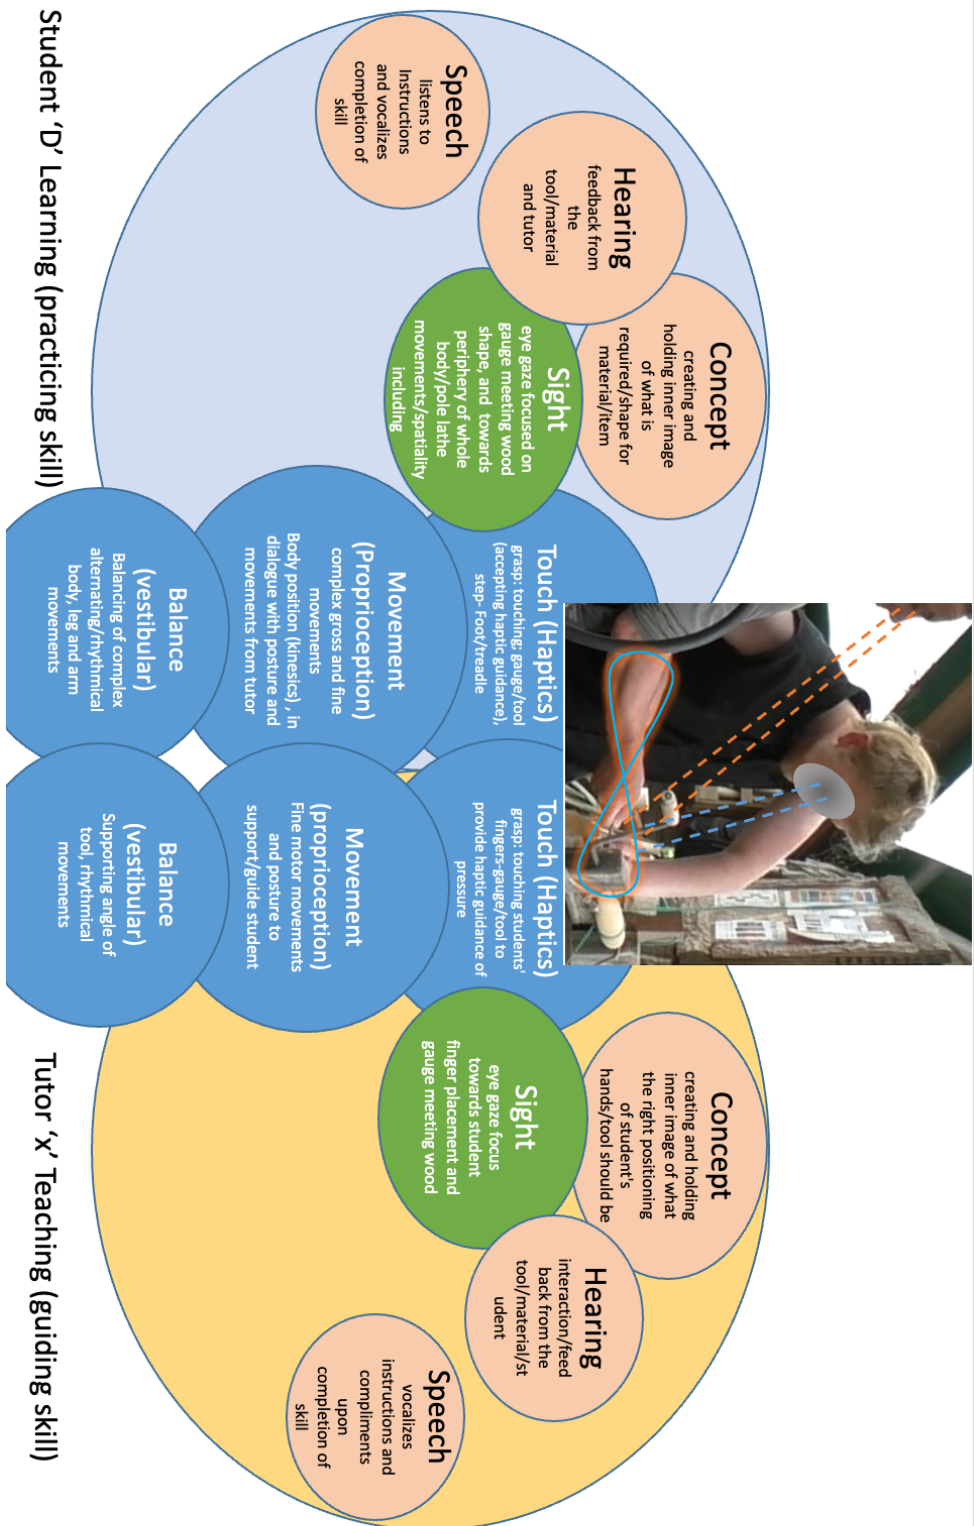 Speech
listens to
Instructions
and vocalizes
completion of
skill
Hearing
feedback from
the
tool/material
and tutor
Concept
creating and
holding inner image
of what is
required/shape for
material/item
Sight
eye gaze focused on
gauge meeting wood
shape, and towards
periphery of whole
body/pole lathe
movements/spatiality
including
Touch (Haptics)
grasp: touching; gauge/tool
(accepting haptic guidance),
step- Foot/treadle
Movement
(Proprioception)
complex gross and fine
movements
Body position (kinesics) , in
dialogue with posture and
movements from tutor
Balance
(vestibular)
Balancing of complex
alternating/rhythmical
body, leg and arm
movements
Student ‘D’ Learning (practicing skill)
Touch (Haptics)
grasp: touching students'
fingers-gauge/tool to
provide haptic guidance of
pressure
Movement
(proprioception)
Fine motor movements
and posture to
support/guide student
Balance
(vestibular)
Supporting angle of
tool, rhythmical
movements
Concept
creating and holding
inner image of what
the right positioning
of student's
hands/tool should be
Sight
eye gaze focus
towards student
finger placement and
gauge meeting wood
Hearing
interaction/feed
back from the
tool/material/st
udent
Speech
vocalizes
instructions and
compliments
upon
completion of
skill
Tutor ‘x’ Teaching (guiding skill)